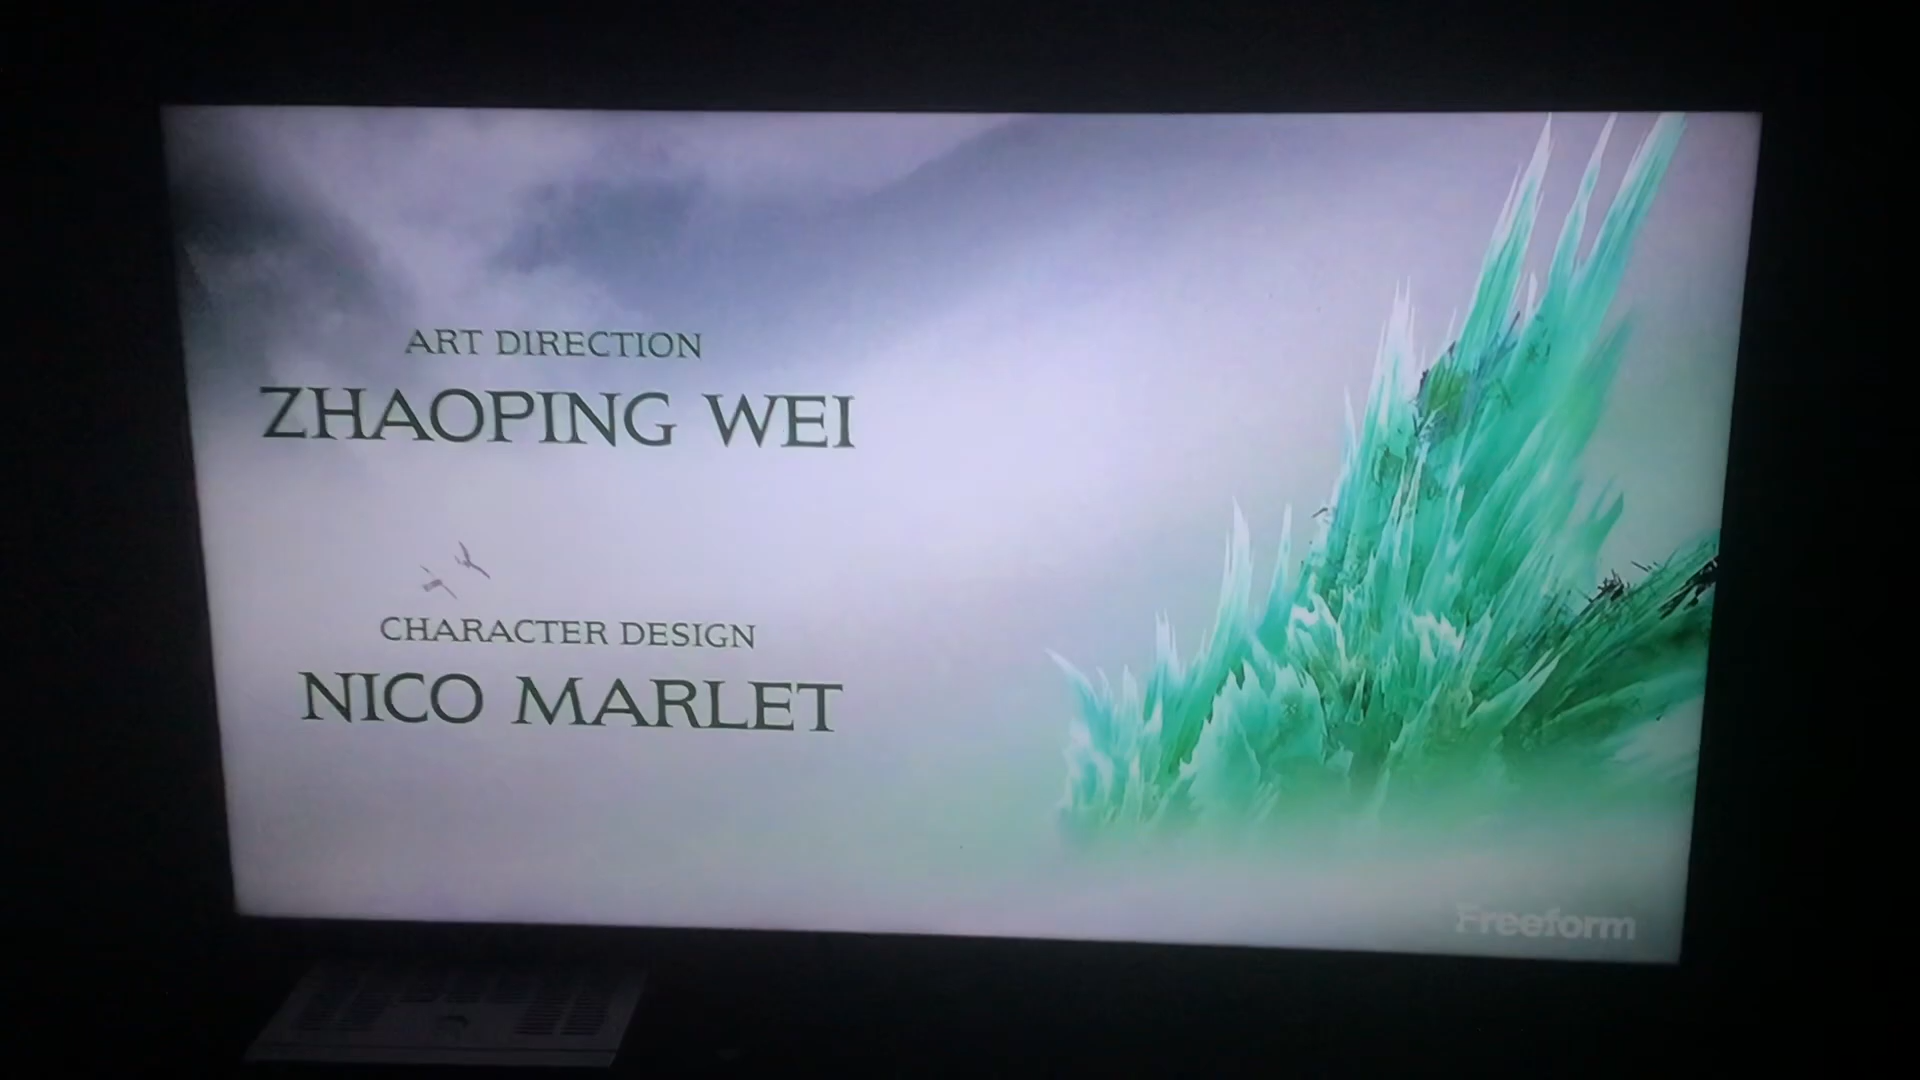 ART DIRECTION
ZHAOPING WEI
CHARACTER DESIGN
NICO MARLET
Freeform